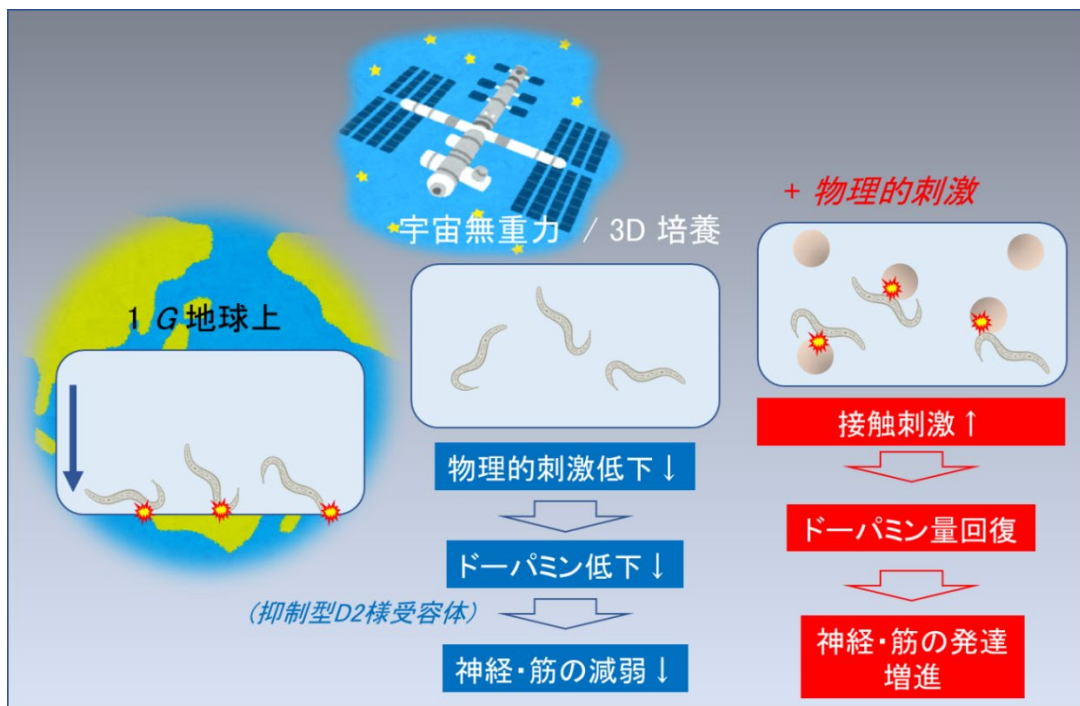 宇宙無重力 / 3D 培養
1 G 地球上
物理的刺激低下↓
ドーパミン低下↓
(抑制型D2様受容体)
神経・筋の減弱↓
+ 物理的刺激
接触刺激↑
ドーパミン量回復
神経・筋の発達
増進